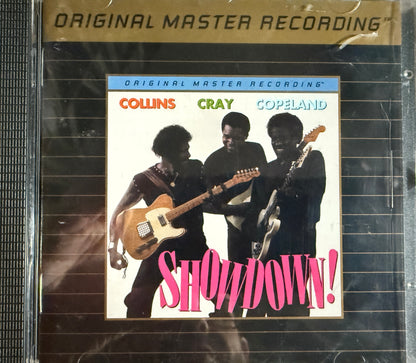 ORIGINAL MASTER RECORDING™
ORIGINAL MASTER RECORDING™
COLLINS CRAY COPELAND
SHOWDOWN!